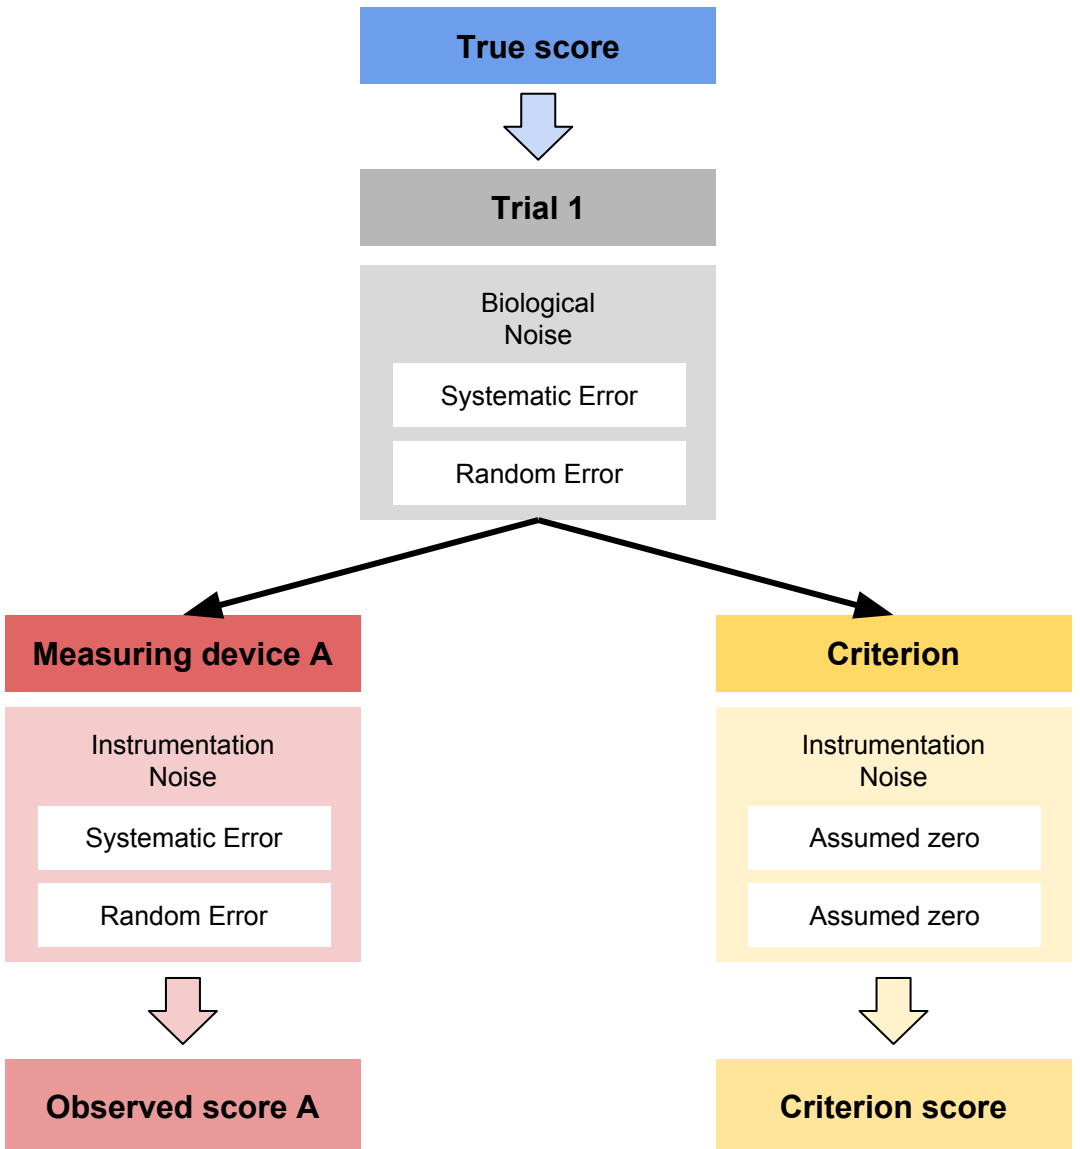 True score
Trial 1
Biological
Noise
Systematic Error
Random Error
Measuring device A
Instrumentation
Noise
Systematic Error
Random Error
Observed score A
Criterion
Instrumentation
Noise
Assumed zero
Assumed zero
Criterion score